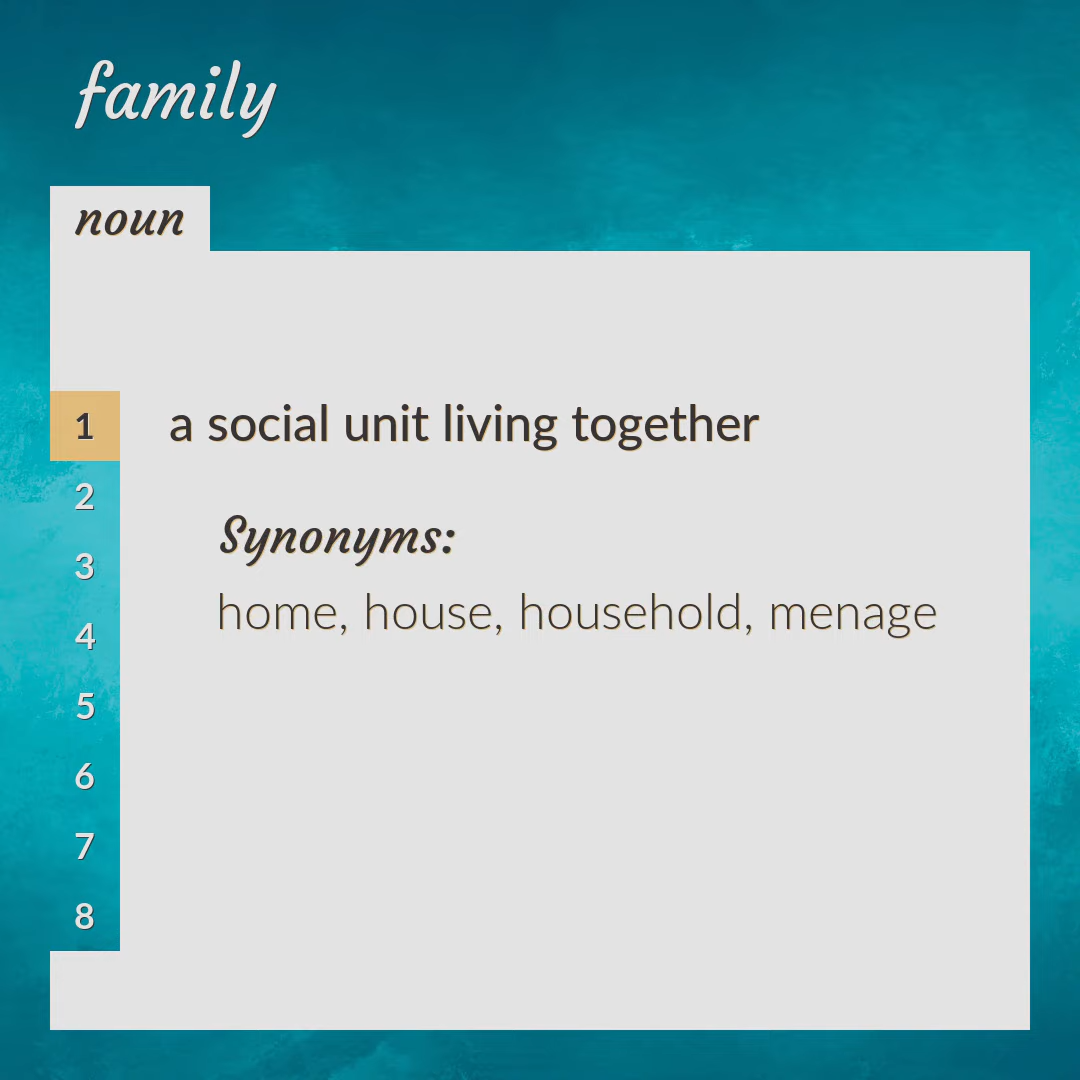 family
noun
1
a social unit living together
2
Synonyms:
3
home, house, household, menage
4
5
6
7
8